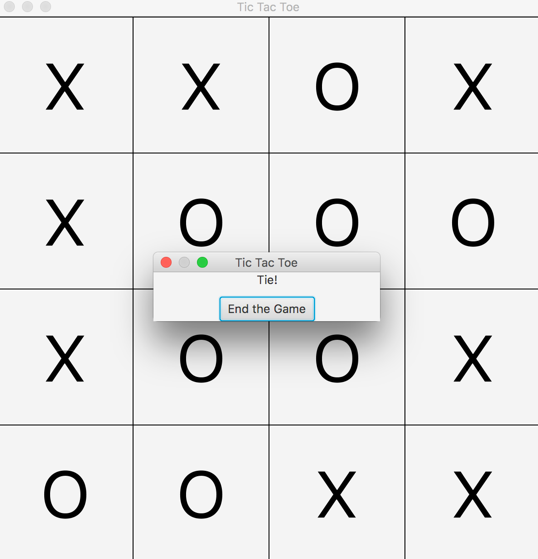 Tic Tac Toe
X X O X
X O O O
Tic Tac Toe
Tie!
End the Game
X O O X
O O X X